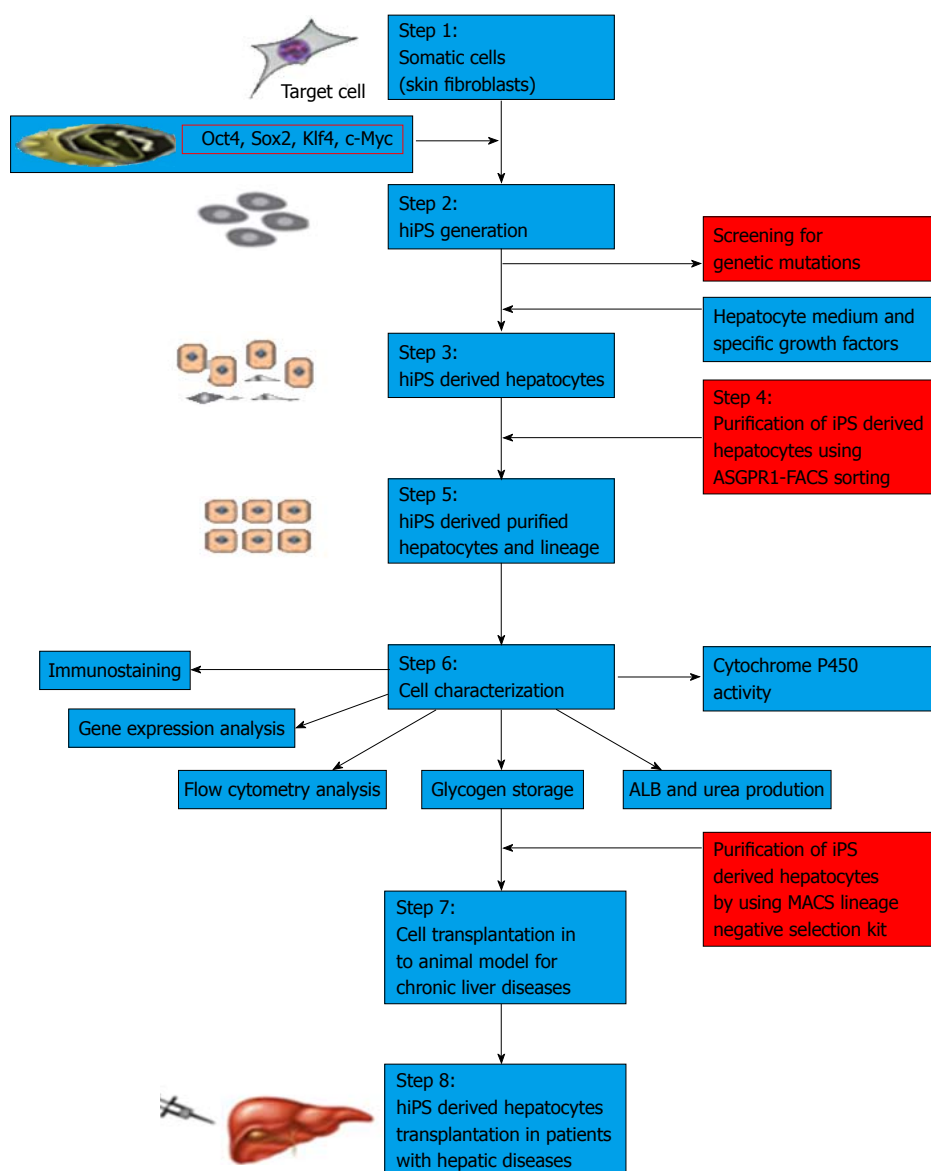 Step 1:
Somatic cells
(skin fibroblasts)
Target cell
Oct4, Sox2, Klf4, c-Myc
Step 2:
hiPS generation
Screening for
genetic mutations
Hepatocyte medium and
specific growth factors
Step 3:
hiPS derived hepatocytes
Step 4:
Purification of iPS derived
hepatocytes using
ASGPR1-FACS sorting
Step 5:
hiPS derived purified
hepatocytes and lineage
Step 6:
Cell characterization
Immunostaining
Cytochrome P450
activity
Gene expression analysis
Flow cytometry analysis
Glycogen storage
ALB and urea prodution
Purification of iPS
derived hepatocytes
by using MACS lineage
negative selection kit
Step 7:
Cell transplantation in
to animal model for
chronic liver diseases
Step 8:
hiPS derived hepatocytes
transplantation in patients
with hepatic diseases